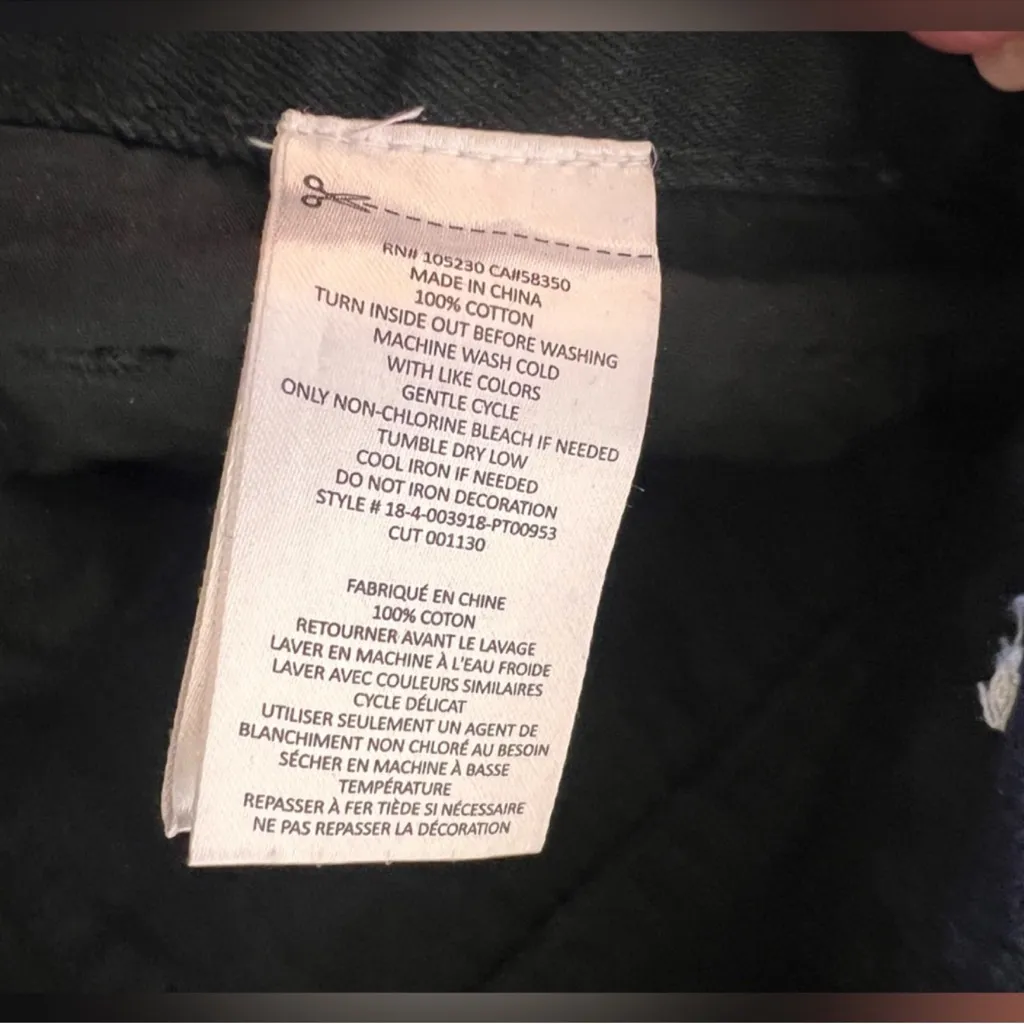 RN# 105230 CA#58350
MADE IN CHINA
100% COTTON
TURN INSIDE OUT BEFORE WASHING
MACHINE WASH COLD
WITH LIKE COLORS
GENTLE CYCLE
ONLY NON-CHLORINE BLEACH IF NEEDED
TUMBLE DRY LOW
COOL IRON IF NEEDED
DO NOT IRON DECORATION
STYLE # 18-4-003918-PT00953
CUT 001130
FABRIQUÉ EN CHINE
100% COTON
RETOURNER AVANT LE LAVAGE
LAVER EN MACHINE À L'EAU FROIDE
LAVER AVEC COULEURS SIMILAIRES
CYCLE DÉLICAT
UTILISER SEULEMENT UN AGENT DE
BLANCHIMENT NON CHLORÉ AU BESOIN
SÉCHER EN MACHINE À BASSE
TEMPÉRATURE
REPASSER À FER TIÈDE SI NÉCESSAIRE
NE PAS REPASSER LA DÉCORATION